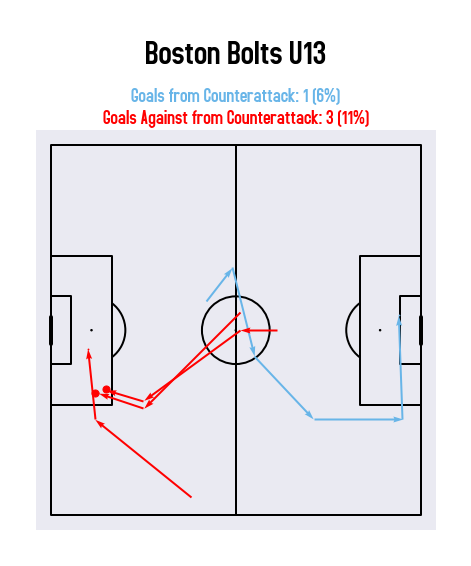 Boston Bolts U13
Goals from Counterattack: 1 (6%)
Goals Against from Counterattack: 3 (11%)